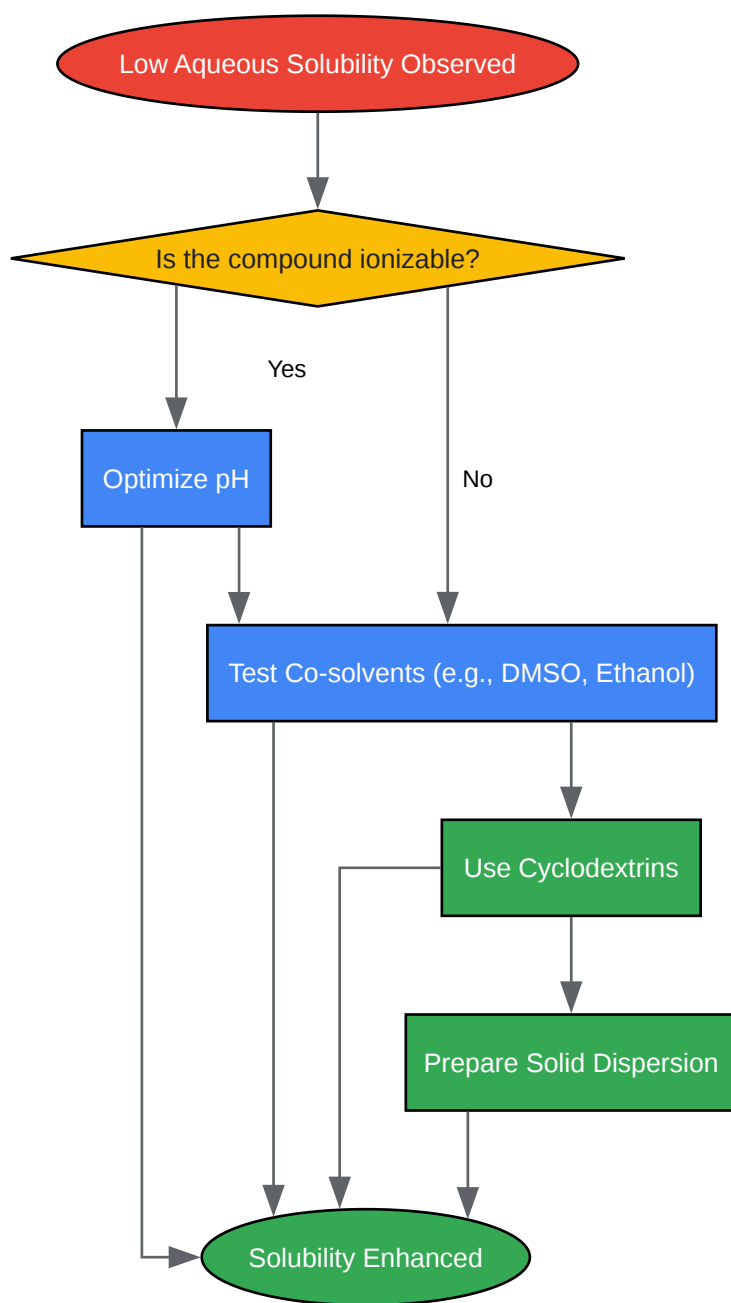 Low Aqueous Solubility Observed
Is the compound ionizable?
Yes
Optimize pH
No
Test Co-solvents (e.g., DMSO, Ethanol)
Use Cyclodextrins
Prepare Solid Dispersion
Solubility Enhanced